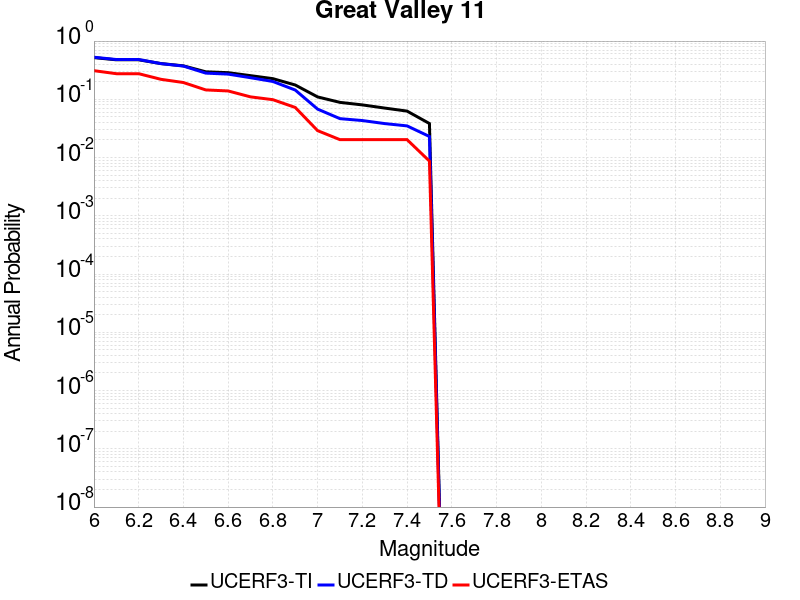 Great Valley 11
10^0
10^-1
10^-2
10^-3
10^-4
10^-5
10^-6
10^-7
10^-8
Annual Probability
6 6.2 6.4 6.6 6.8 7 7.2 7.4 7.6 7.8 8 8.2 8.4 8.6 8.8 9
Magnitude
UCERF3-TI UCERF3-TD UCERF3-ETAS